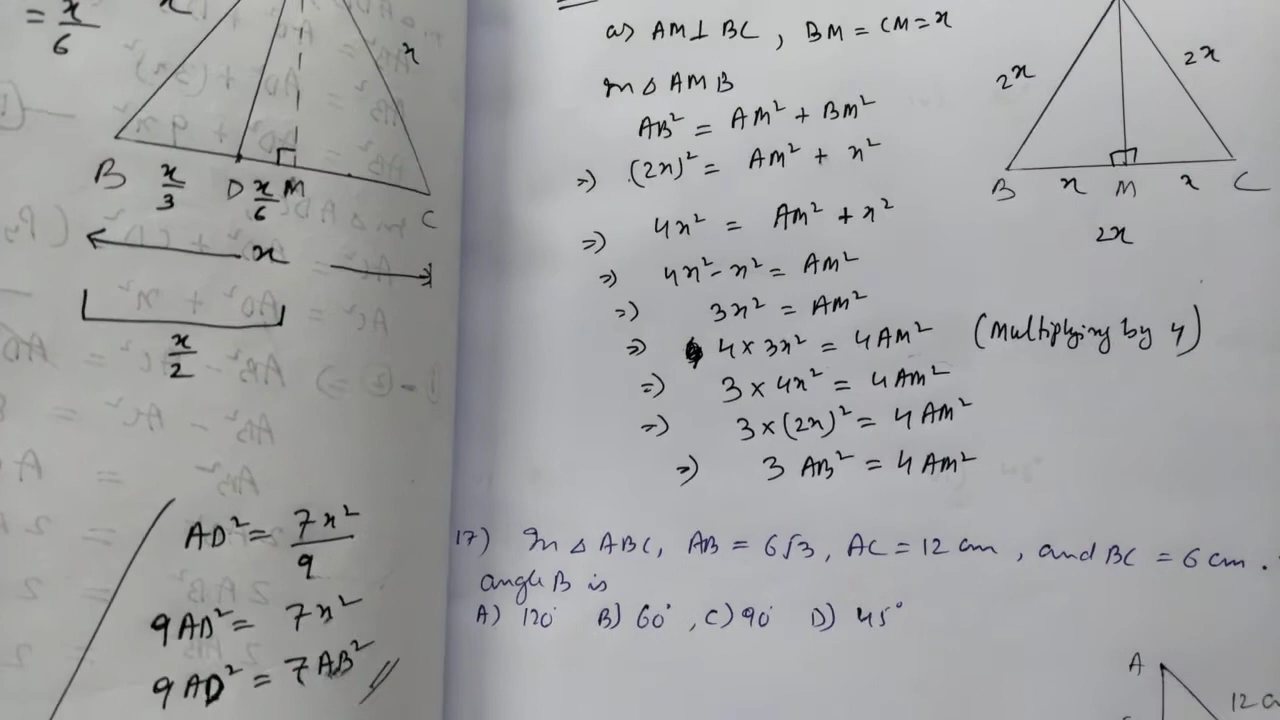 = x/6
x
x
B x/3 D x/6 M C
x
x/2
AD² = 7x²/9
9AD² = 7x²
9AD² = 7AB²
as AM ⊥ BC, BM = CM = x
In △ AMB
AB² = AM² + BM²
=) (2x)² = AM² + x²
=) 4x² = AM² + x²
=) 4x² - x² = AM²
=) 3x² = AM²
=) 4 × 3x² = 4AM² (Multiplying by 4)
=) 3 × 4x² = 4AM²
=) 3 × (2x)² = 4AM²
=) 3 AB² = 4AM²
2x 2x
B x M x C
2x
17) In △ ABC, AB = 6√3, AC = 12 cm, and BC = 6 cm.
angle B is
A) 120° B) 60°, C) 90° D) 45°
A
12 c